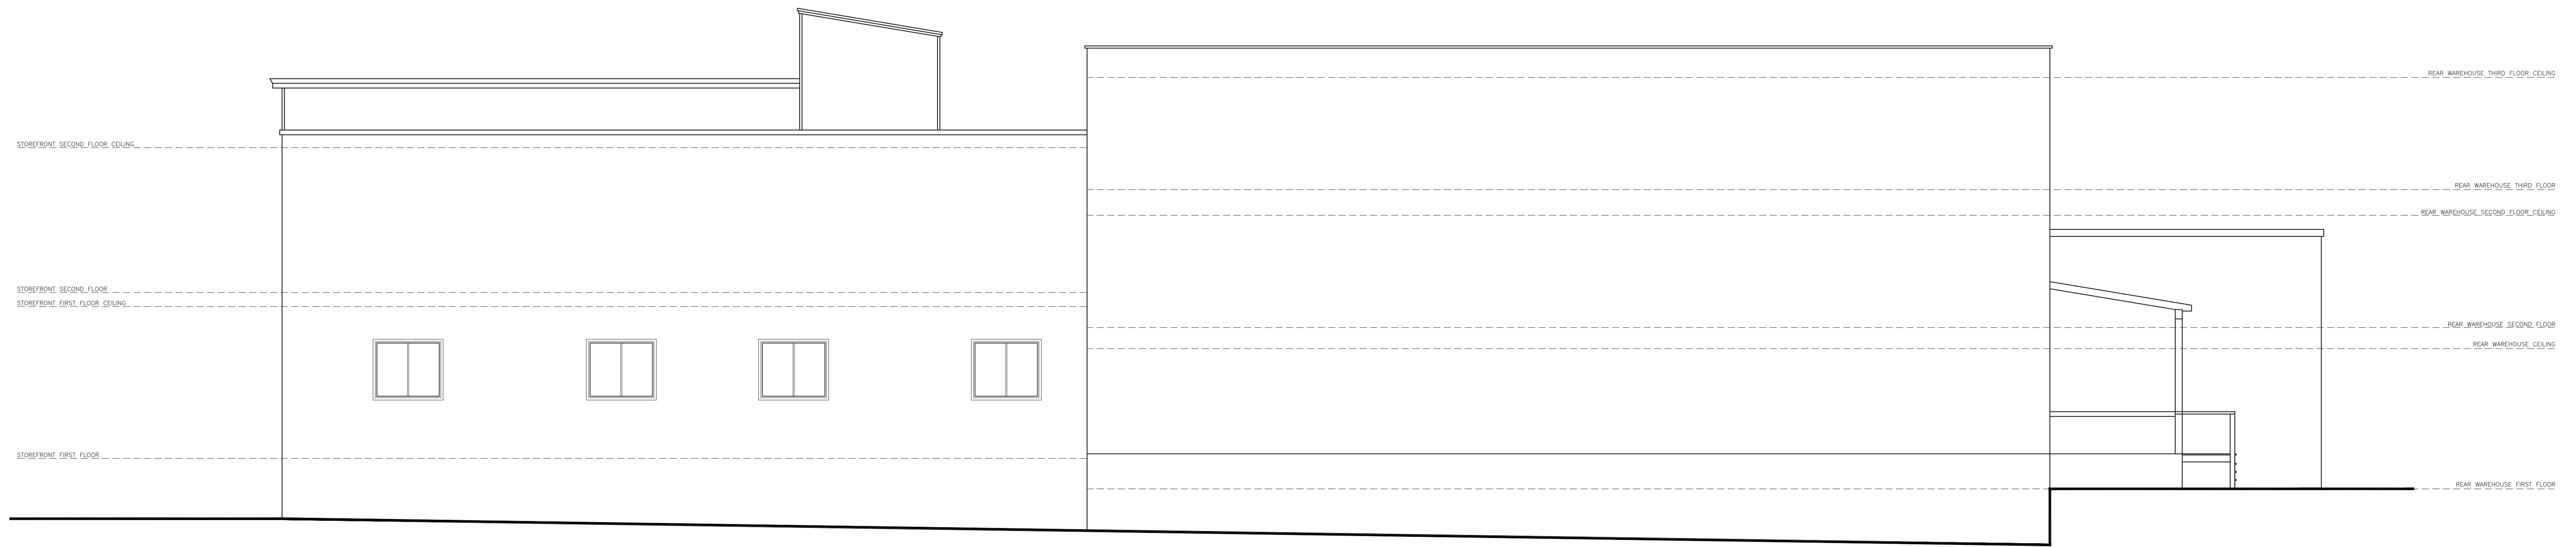 REAR WAREHOUSE THIRD FLOOR CEILING
STOREFRONT SECOND FLOOR CEILING
REAR WAREHOUSE THIRD FLOOR
REAR WAREHOUSE SECOND FLOOR CEILING
STOREFRONT SECOND FLOOR
STOREFRONT FIRST FLOOR CEILING
REAR WAREHOUSE SECOND FLOOR
REAR WAREHOUSE CEILING
STOREFRONT FIRST FLOOR
REAR WAREHOUSE FIRST FLOOR